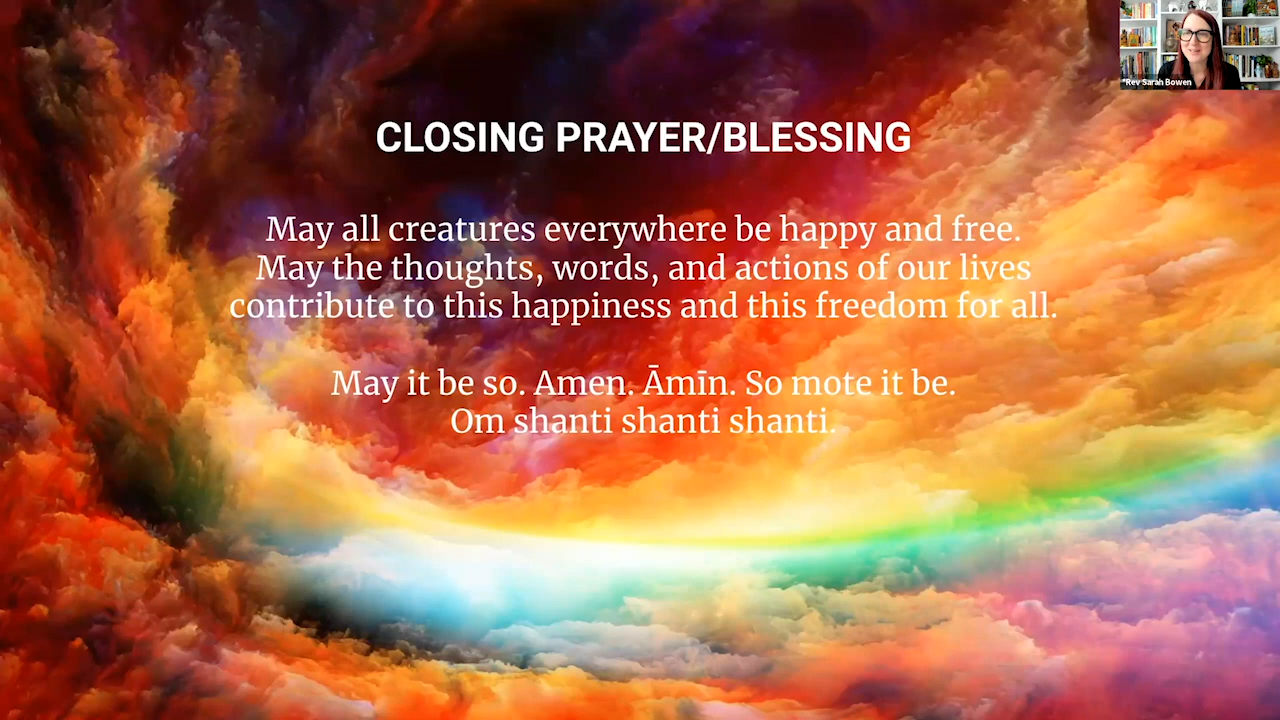 "Rev Sarah Bowen
CLOSING PRAYER/BLESSING
May all creatures everywhere be happy and free.
May the thoughts, words, and actions of our lives
contribute to this happiness and this freedom for all.
May it be so. Amen. Āmīn. So mote it be.
Om shanti shanti shanti.